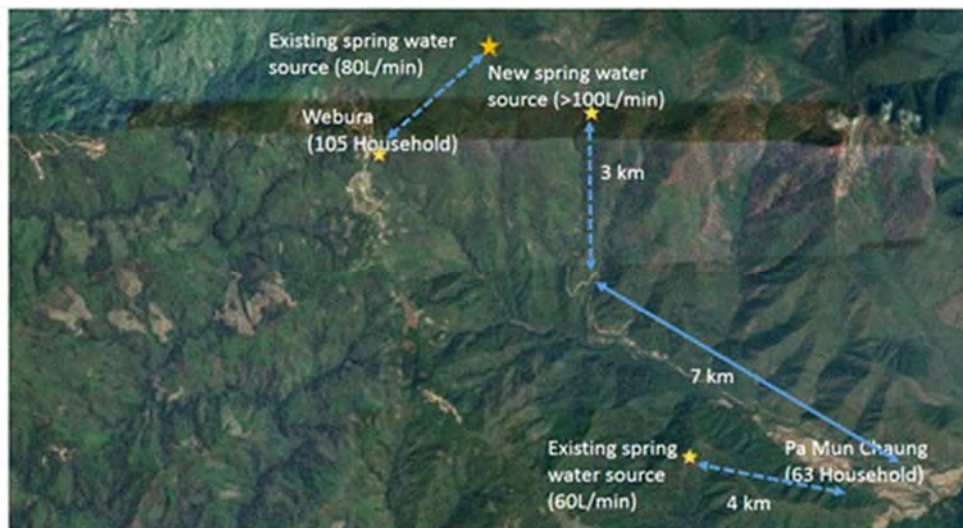 Existing spring water
source (80L/min)
New spring water
source (>100L/min)
Webura
(105 Household)
3 km
7 km
Existing spring
water source
(60L/min)
4 km
Pa Mun Chaung
(63 Household)